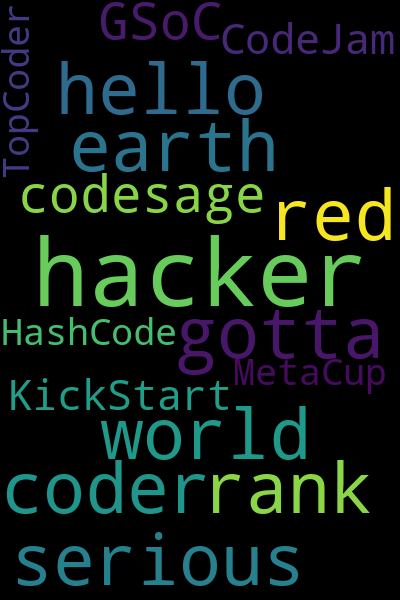 GSoC
CodeJam
TopCoder
hello
earth
codesage
red
hacker
HashCode
gotta
MetaCup
KickStart
world
coder
rank
serious